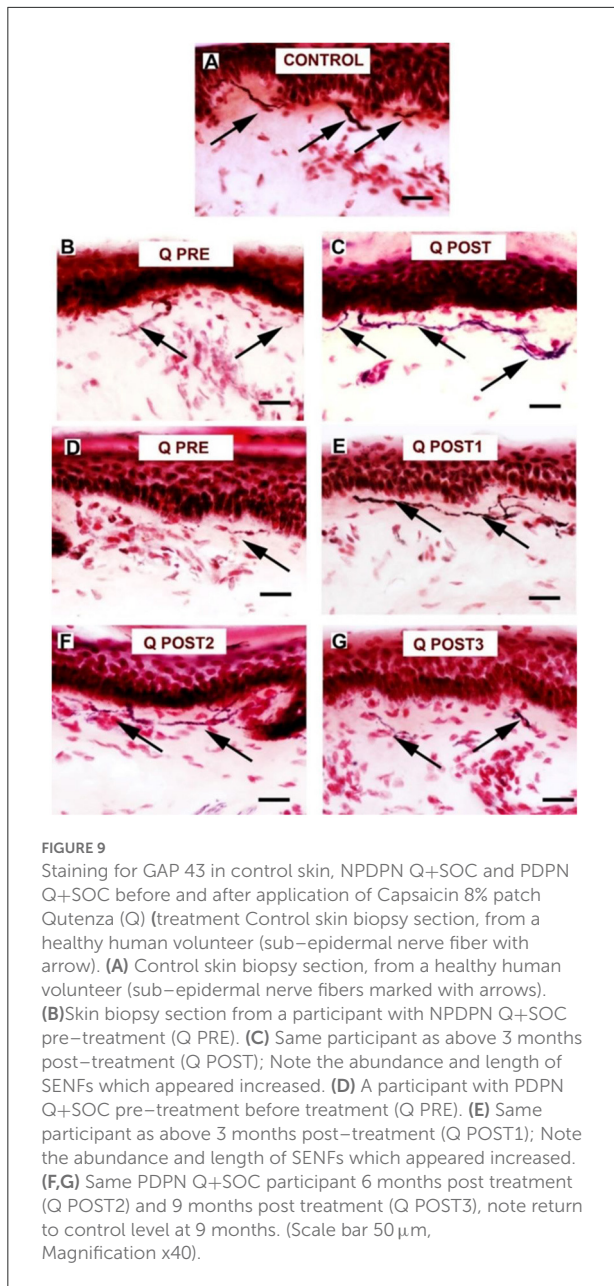 A
CONTROL
B
Q PRE
C
Q POST
D
Q PRE
E
Q POST1
F
Q POST2
G
Q POST3
FIGURE 9
Staining for GAP 43 in control skin, NPDPN Q+SOC and PDPN
Q+SOC before and after application of Capsaicin 8% patch
Qutenza (Q) (treatment Control skin biopsy section, from a
healthy human volunteer (sub–epidermal nerve fiber with
arrow). (A) Control skin biopsy section, from a healthy human
volunteer (sub–epidermal nerve fibers marked with arrows).
(B)Skin biopsy section from a participant with NPDPN Q+SOC
pre–treatment (Q PRE). (C) Same participant as above 3 months
post–treatment (Q POST); Note the abundance and length of
SENFs which appeared increased. (D) A participant with PDPN
Q+SOC pre–treatment before treatment (Q PRE). (E) Same
participant as above 3 months post–treatment (Q POST1); Note
the abundance and length of SENFs which appeared increased.
(F,G) Same PDPN Q+SOC participant 6 months post treatment
(Q POST2) and 9 months post treatment (Q POST3), note return
to control level at 9 months. (Scale bar 50 μm,
Magnification x40).